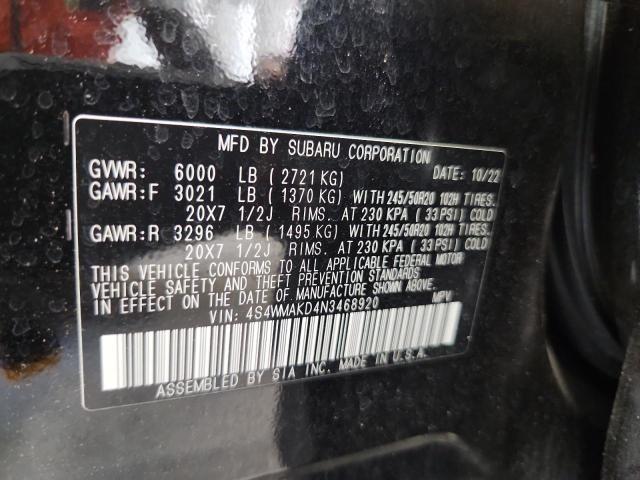 MFD BY SUBARU CORPORATION
GVWR: 6000 LB ( 2721 KG) DATE: 10/22
GAWR:F 3021 LB ( 1370 KG) WITH 245/50R20 102H TIRES.
20X7 1/2J RIMS. AT 230 KPA ( 33 PSI) COLD
GAWR:R 3296 LB ( 1495 KG) WITH 245/50R20 102H TIRES.
20X7 1/2J RIMS. AT 230 KPA ( 33 PSI) COLD
THIS VEHICLE CONFORMS TO ALL APPLICABLE FEDERAL MOTOR
VEHICLE SAFETY AND THEFT PREVENTION STANDARDS
IN EFFECT ON THE DATE OF MANUFACTURE SHOWN ABOVE.
VIN: 4S4WMAKD4N3468920 MPV
ASSEMBLED BY SIA INC. MADE IN U.S.A.